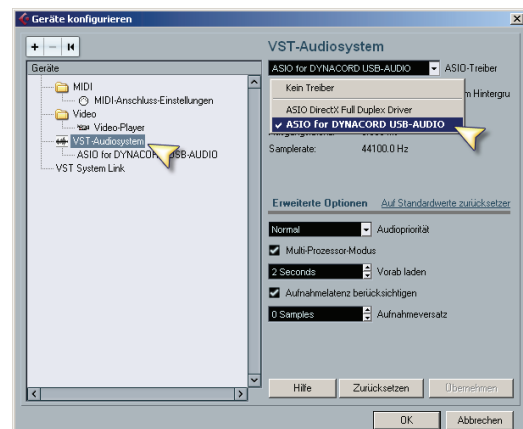 Geräte konfigurieren
Geräte
MIDI
MIDI-Anschluss-Einstellungen
Video
Video-Player
VST-Audiosystem
ASIO for DYNACORD USB-AUDIO
VST System Link
VST-Audiosystem
ASIO for DYNACORD USB-AUDIO ASIO-Treiber
Kein Treiber
ASIO DirectX Full Duplex Driver
ASIO for DYNACORD USB-AUDIO
Samplerate: 44100.0 Hz
Erweiterte Optionen Auf Standardwerte zurücksetzen
Normal Audiopriorität
Multi-Prozessor-Modus
2 Seconds Vorab laden
Aufnahmelatenz berücksichtigen
0 Samples Aufnahmeversatz
Hilfe Zurücksetzen Übernehmen
OK Abbrechen